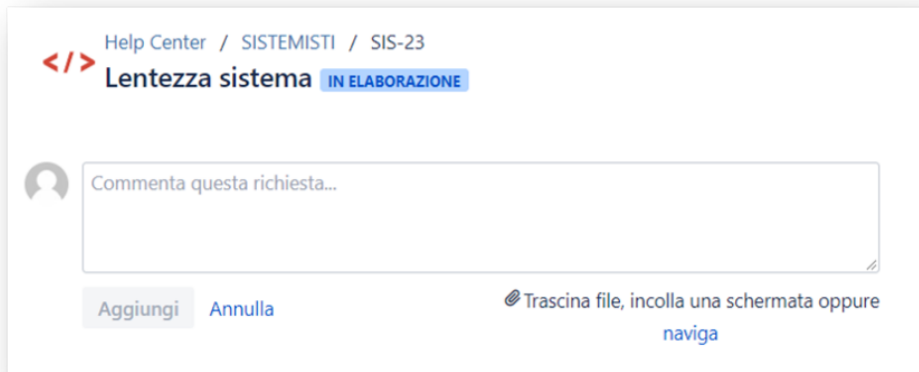 Help Center / SISTEMISTI / SIS-23
</>
Lentezza sistema IN ELABORAZIONE
Commenta questa richiesta...
Aggiungi Annulla
Trascina file, incolla una schermata oppure
naviga